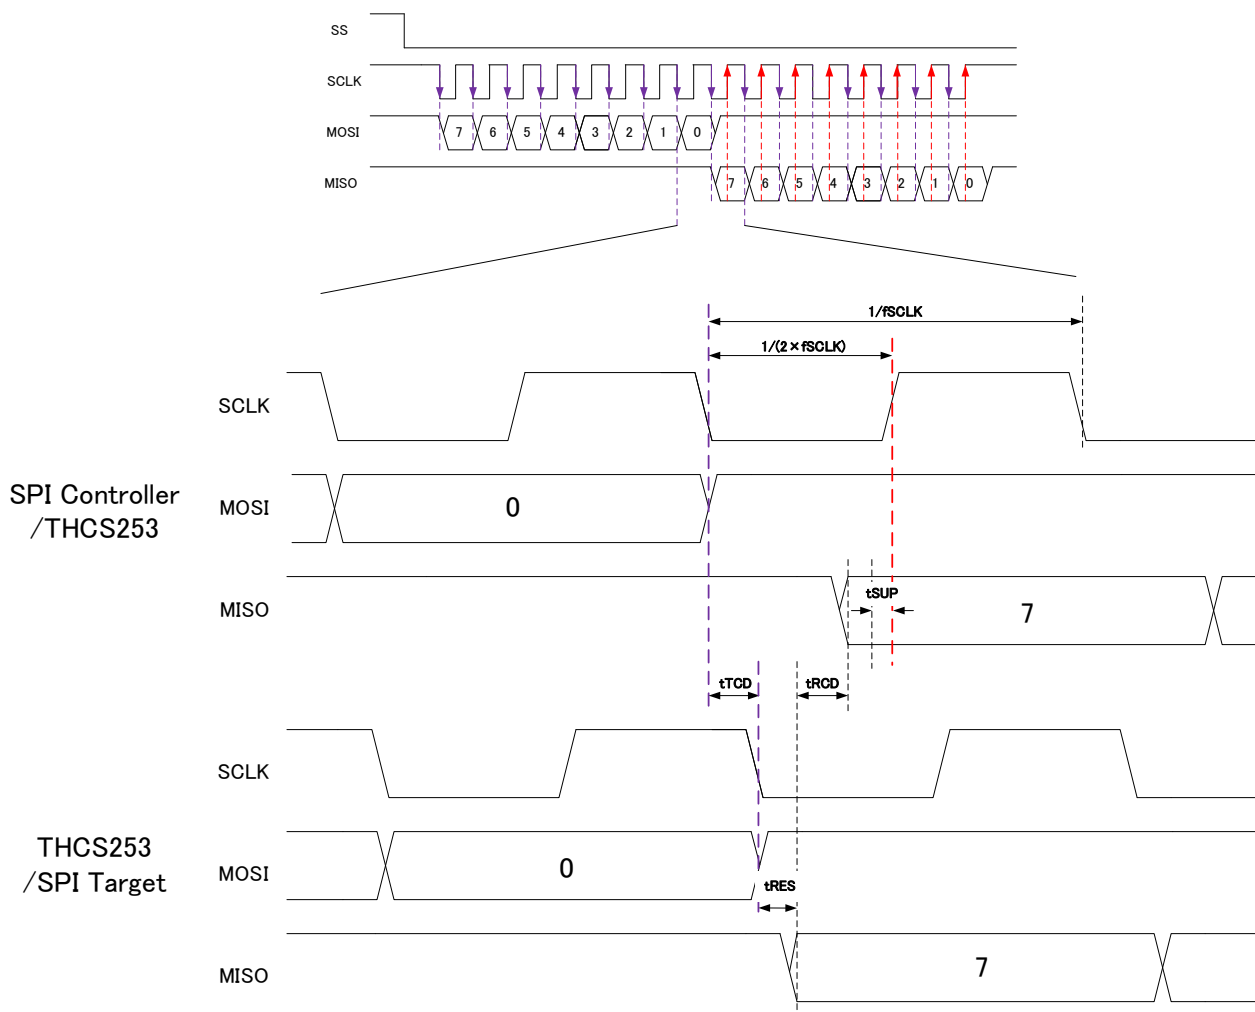 SS
SCLK
MOSI 7 6 5 4 3 2 1 0
MISO 7 6 5 4 3 2 1 0
1/fSCLK
1/(2×fSCLK)
SCLK
SPI Controller
/THCS253
MOSI 0
MISO tSUP 7
tTCD tRCD
SCLK
THCS253
/SPI Target
MOSI 0
tRES
MISO 7